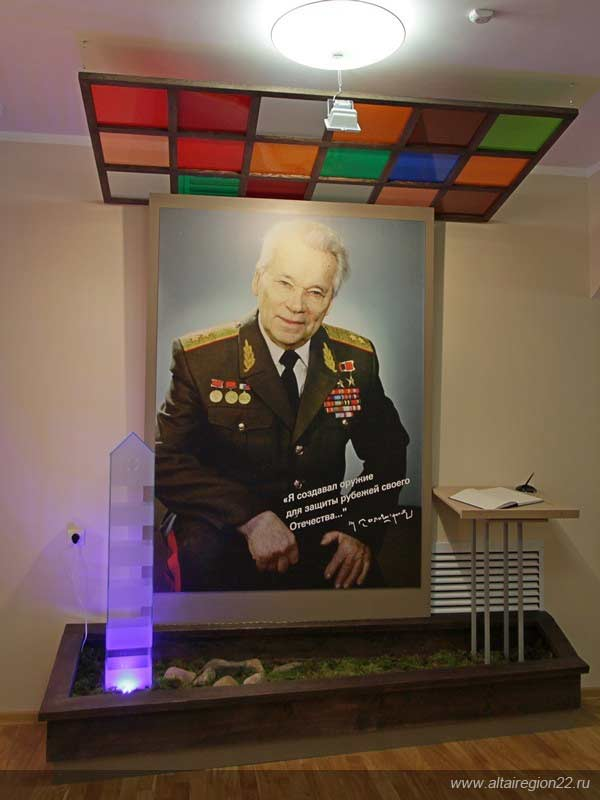 «Я создавал оружие
для защиты рубежей своего
Отечества..."
www.altairegion22.ru